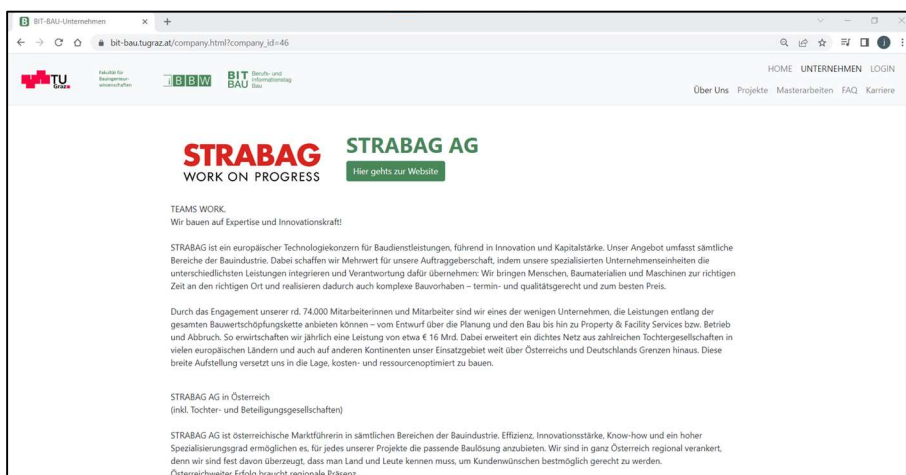 BIT-BAU-Unternehmen
bit-bau.tugraz.at/company.html?company_id=46
TU
Graz
Fakultät für
Bauingenieur-
wissenschaften
BBW
BIT Berufs- und
BAU Informationstag
Bau
HOME UNTERNEHMEN LOGIN
Über Uns Projekte Masterarbeiten FAQ Karriere
STRABAG
WORK ON PROGRESS
STRABAG AG
Hier gehts zur Website
TEAMS WORK.
Wir bauen auf Expertise und Innovationskraft!
STRABAG ist ein europäischer Technologiekonzern für Baudienstleistungen, führend in Innovation und Kapitalstärke. Unser Angebot umfasst sämtliche
Bereiche der Bauindustrie. Dabei schaffen wir Mehrwert für unsere Auftraggeberschaft, indem unsere spezialisierten Unternehmenseinheiten die
unterschiedlichsten Leistungen integrieren und Verantwortung dafür übernehmen: Wir bringen Menschen, Baumaterialien und Maschinen zur richtigen
Zeit an den richtigen Ort und realisieren dadurch auch komplexe Bauvorhaben – termin- und qualitätsgerecht und zum besten Preis.
Durch das Engagement unserer rd. 74.000 Mitarbeiterinnen und Mitarbeiter sind wir eines der wenigen Unternehmen, die Leistungen entlang der
gesamten Bauwertschöpfungskette anbieten können – vom Entwurf über die Planung und den Bau bis hin zu Property & Facility Services bzw. Betrieb
und Abbruch. So erwirtschaften wir jährlich eine Leistung von etwa € 16 Mrd. Dabei erweitert ein dichtes Netz aus zahlreichen Tochtergesellschaften in
vielen europäischen Ländern und auch auf anderen Kontinenten unser Einsatzgebiet weit über Österreichs und Deutschlands Grenzen hinaus. Diese
breite Aufstellung versetzt uns in die Lage, kosten- und ressourcenoptimiert zu bauen.
STRABAG AG in Österreich
(inkl. Tochter- und Beteiligungsgesellschaften)
STRABAG AG ist österreichische Marktführerin in sämtlichen Bereichen der Bauindustrie. Effizienz, Innovationsstärke, Know-how und ein hoher
Spezialisierungsgrad ermöglichen es, für jedes unserer Projekte die passende Baulösung anzubieten. Wir sind in ganz Österreich regional verankert,
denn wir sind fest davon überzeugt, dass man Land und Leute kennen muss, um Kundenwünschen bestmöglich gerecht zu werden.
Österreichweiter Erfolg braucht regionale Präsenz.